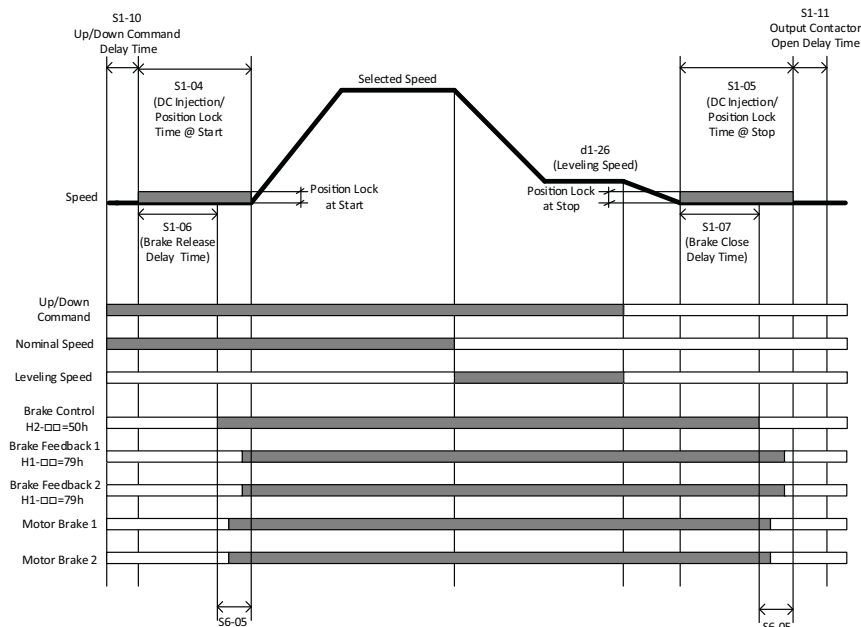 S1-10
Up/Down Command
Delay Time
S1-11
Output Contactor
Open Delay Time
S1-04
(DC Injection/
Position Lock
Time @ Start
Selected Speed
S1-05
(DC Injection/
Position Lock
Time @ Stop
d1-26
(Leveling Speed)
Speed
Position Lock
at Start
Position Lock
at Stop
S1-06
(Brake Release
Delay Time)
S1-07
(Brake Close
Delay Time)
Up/Down
Command
Nominal Speed
Leveling Speed
Brake Control
H2-□□=50h
Brake Feedback 1
H1-□□=79h
Brake Feedback 2
H1-□□=79h
Motor Brake 1
Motor Brake 2
S6-05
S6-05